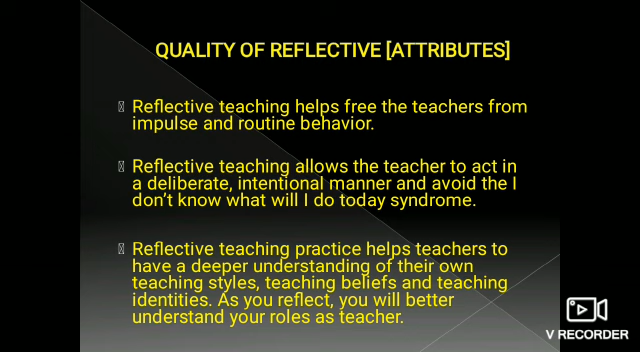 QUALITY OF REFLECTIVE [ATTRIBUTES]
Reflective teaching helps free the teachers from
impulse and routine behavior.
Reflective teaching allows the teacher to act in
a deliberate, intentional manner and avoid the I
don't know what will I do today syndrome.
Reflective teaching practice helps teachers to
have a deeper understanding of their own
teaching styles, teaching beliefs and teaching
identities. As you reflect, you will better
understand your roles as teacher.
V RECORDER